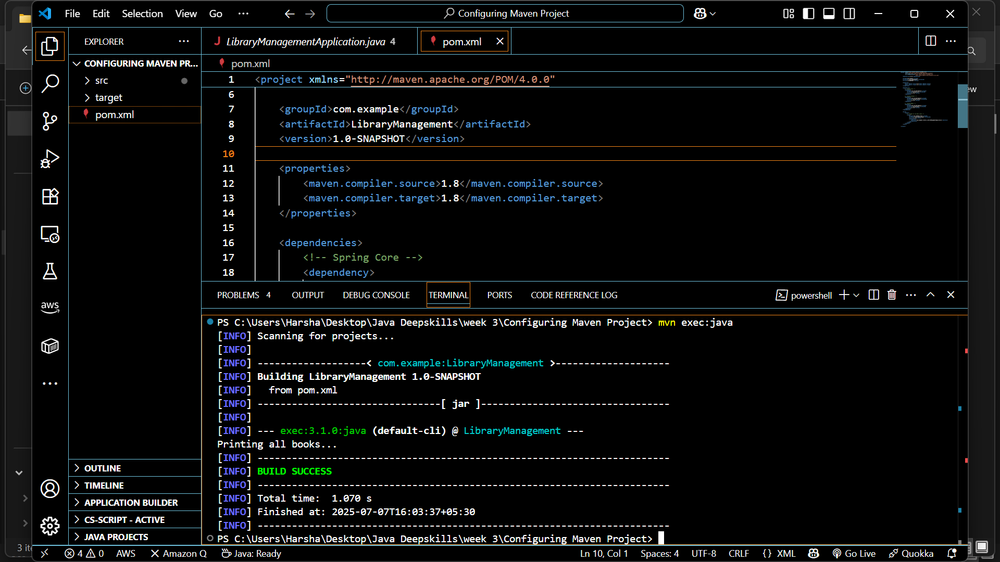 File Edit Selection View Go ··· Configuring Maven Project
EXPLORER ···
CONFIGURING MAVEN PR...
src
target
pom.xml
OUTLINE
TIMELINE
APPLICATION BUILDER
CS-SCRIPT - ACTIVE
JAVA PROJECTS
aws
LibraryManagementApplication.java 4
pom.xml
pom.xml
1 <project xmlns="http://maven.apache.org/POM/4.0.0"
6
7 <groupId>com.example</groupId>
8 <artifactId>LibraryManagement</artifactId>
9 <version>1.0-SNAPSHOT</version>
10
11 <properties>
12 <maven.compiler.source>1.8</maven.compiler.source>
13 <maven.compiler.target>1.8</maven.compiler.target>
14 </properties>
15
16 <dependencies>
17 <!-- Spring Core -->
18 <dependency>
PROBLEMS 4 OUTPUT DEBUG CONSOLE TERMINAL PORTS CODE REFERENCE LOG powershell
PS C:\Users\Harsha\Desktop\Java Deepskills\week 3\Configuring Maven Project> mvn exec:java
[INFO] Scanning for projects...
[INFO]
[INFO] -------------------< com.example:LibraryManagement >--------------------
[INFO] Building LibraryManagement 1.0-SNAPSHOT
[INFO]   from pom.xml
[INFO] --------------------------------[ jar ]---------------------------------
[INFO]
[INFO] --- exec:3.1.0:java (default-cli) @ LibraryManagement ---
Printing all books...
[INFO] ------------------------------------------------------------------------
[INFO] BUILD SUCCESS
[INFO] ------------------------------------------------------------------------
[INFO] Total time:  1.070 s
[INFO] Finished at: 2025-07-07T16:03:37+05:30
[INFO] ------------------------------------------------------------------------
PS C:\Users\Harsha\Desktop\Java Deepskills\week 3\Configuring Maven Project>
4 0 AWS Amazon Q Java: Ready Ln 10, Col 1 Spaces: 4 UTF-8 CRLF {} XML Go Live Quokka